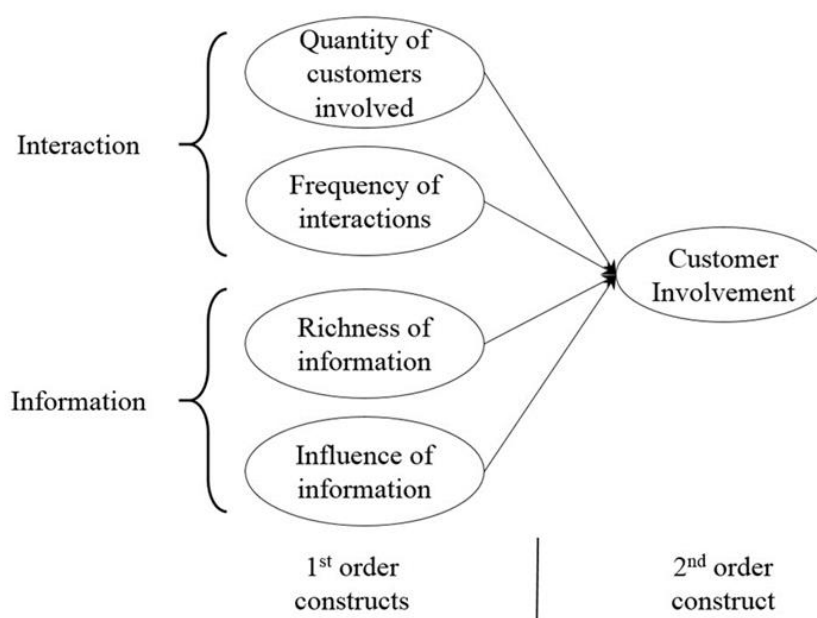 Quantity of
customers
involved
Interaction
Frequency of
interactions
Customer
Involvement
Richness of
information
Information
Influence of
information
1st order
constructs
2nd order
construct